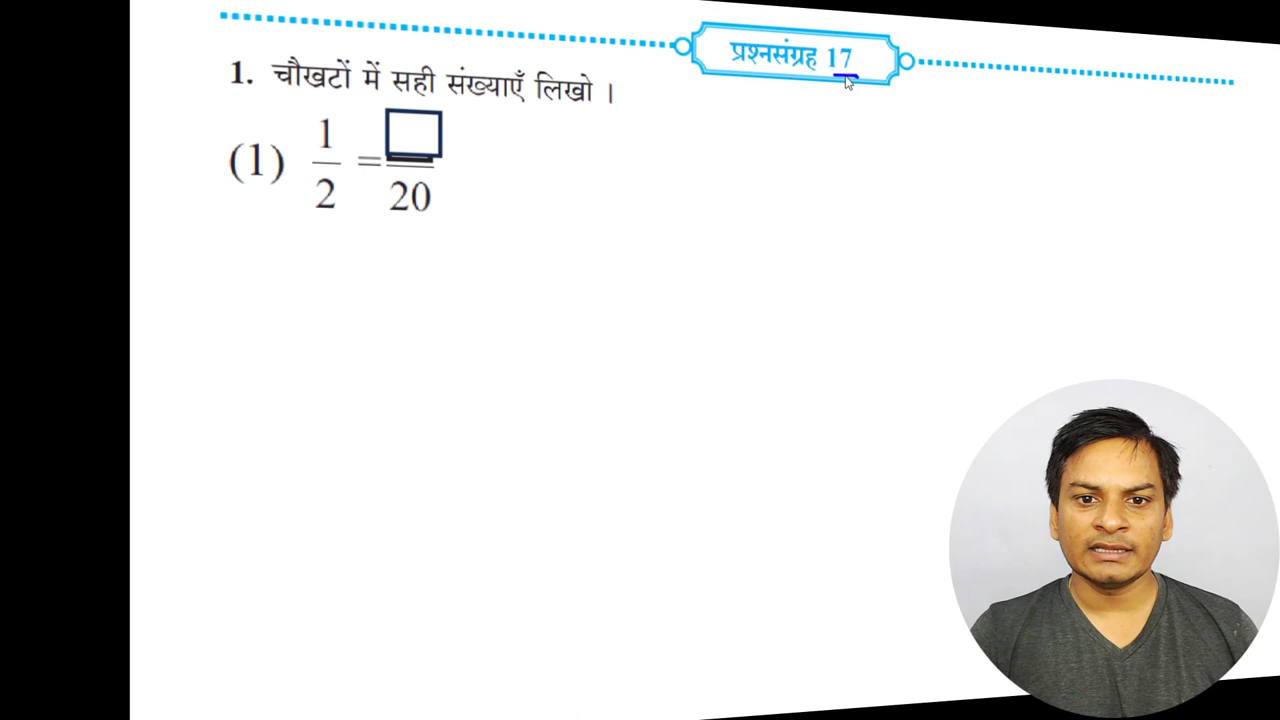 प्रश्नसंग्रह 17
1. चौखटों में सही संख्याएँ लिखो ।
(1) 1/2 = □/20